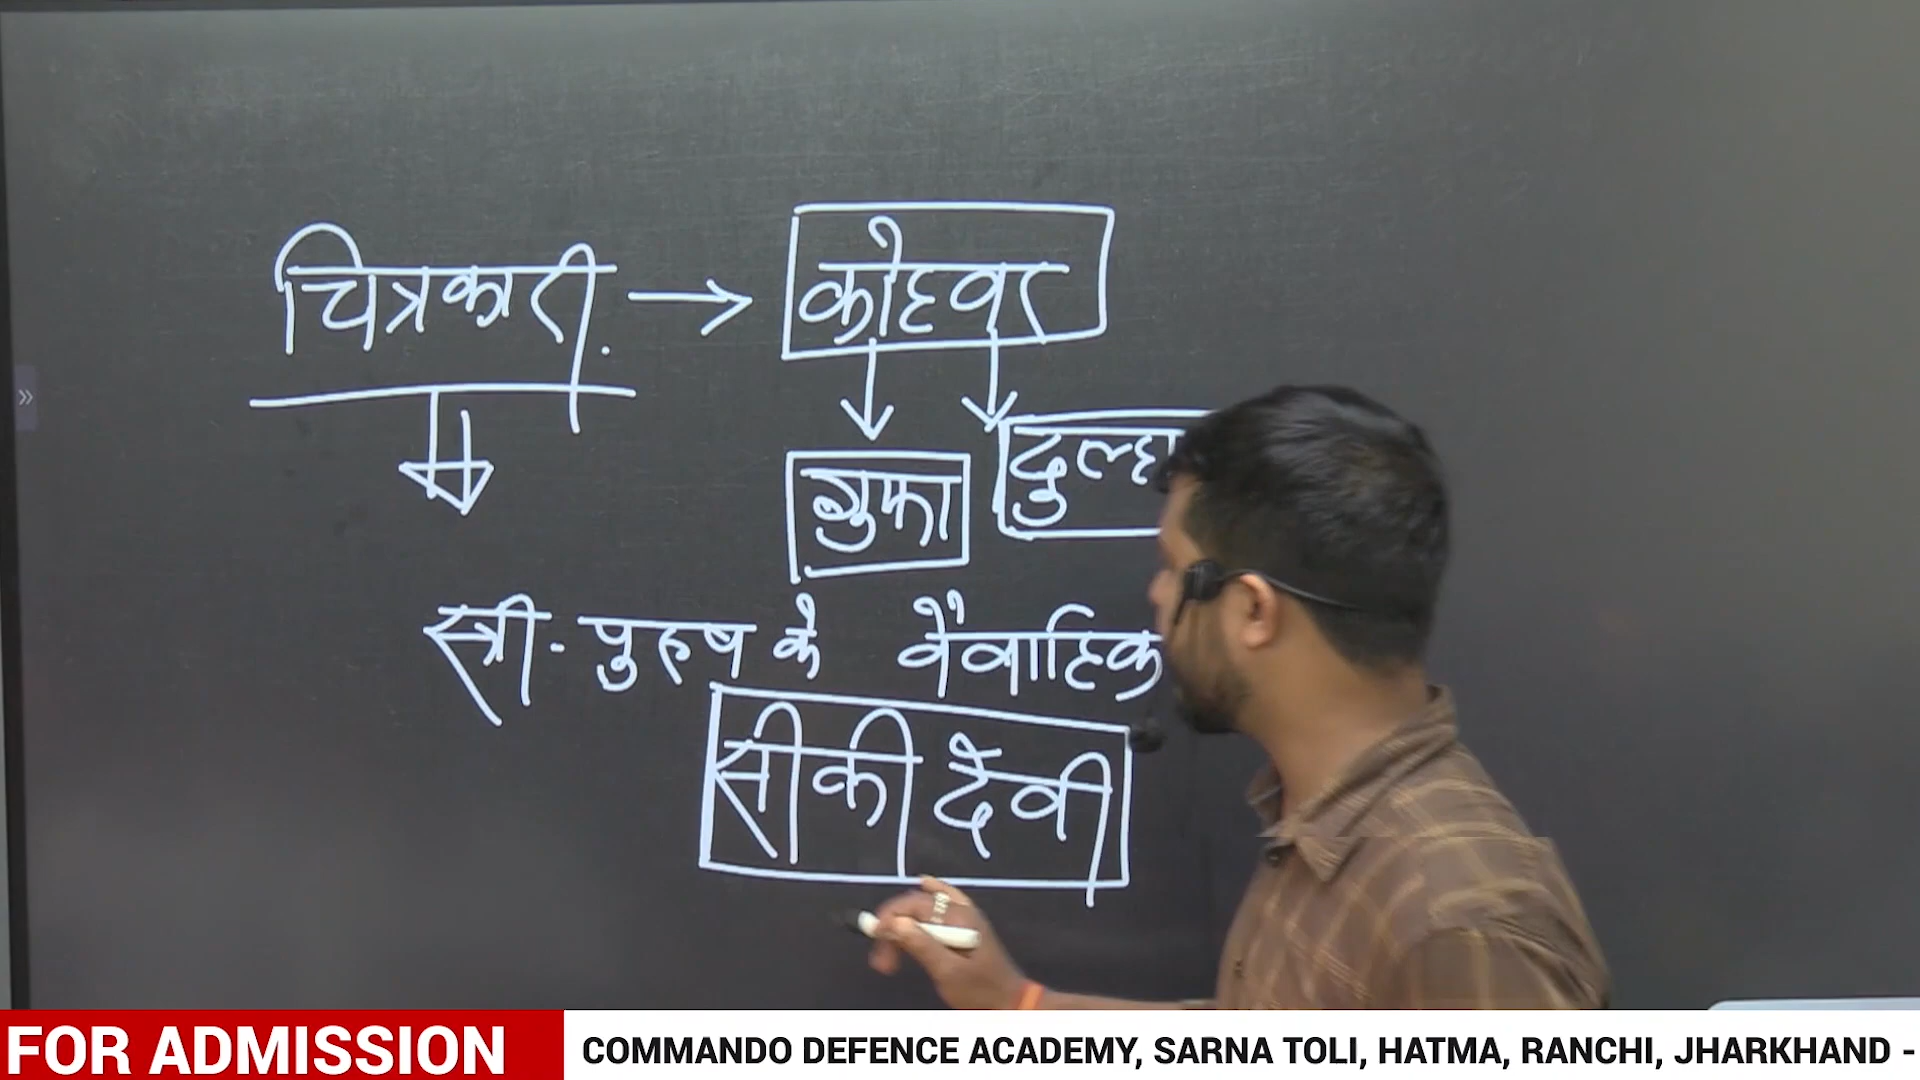 चित्रकारी. → कोहवर
गुफा दुल्हा
स्त्री - पुरुष के वैवाहिक
सीकी देवी
FOR ADMISSION COMMANDO DEFENCE ACADEMY, SARNA TOLI, HATMA, RANCHI, JHARKHAND -